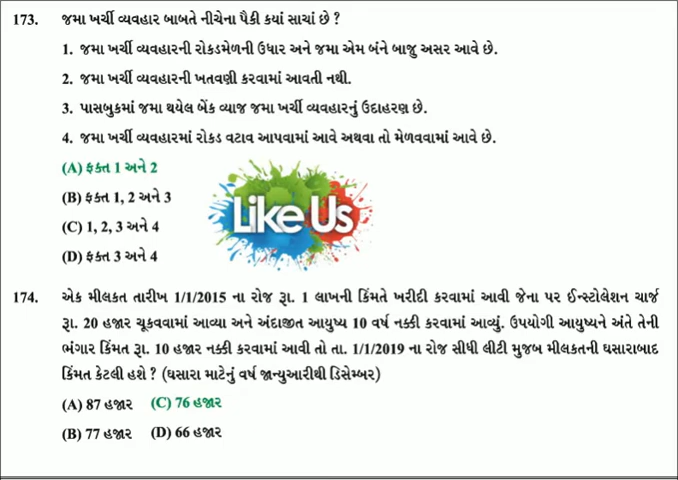 173. જમા ખર્ચી વ્યવહાર બાબતે નીચેના પૈકી કયાં સાચાં છે ?
1. જમા ખર્ચી વ્યવહારની રોકડમેળની ઉધાર અને જમા એમ બંને બાજુ અસર આવે છે.
2. જમા ખર્ચી વ્યવહારની ખતવણી કરવામાં આવતી નથી.
3. પાસબુકમાં જમા થયેલ બેંક વ્યાજ જમા ખર્ચી વ્યવહારનું ઉદાહરણ છે.
4. જમા ખર્ચી વ્યવહારમાં રોકડ વટાવ આપવામાં આવે અથવા તો મેળવવામાં આવે છે.
(A) ફક્ત 1 અને 2
(B) ફક્ત 1, 2 અને 3
(C) 1, 2, 3 અને 4
(D) ફક્ત 3 અને 4
Like Us
174. એક મીલકત તારીખ 1/1/2015 ના રોજ રૂા. 1 લાખની કિંમતે ખરીદી કરવામાં આવી જેના પર ઈન્સ્ટોલેશન ચાર્જ
રૂા. 20 હજાર ચૂકવવામાં આવ્યા અને અંદાજીત આયુષ્ય 10 વર્ષ નક્કી કરવામાં આવ્યું. ઉપયોગી આયુષ્યને અંતે તેની
ભંગાર કિંમત રૂા. 10 હજાર નક્કી કરવામાં આવી તો તા. 1/1/2019 ના રોજ સીધી લીટી મુજબ મીલકતની ઘસારાબાદ
કિંમત કેટલી હશે ? (ઘસારા માટેનું વર્ષ જાન્યુઆરીથી ડિસેમ્બર)
(A) 87 હજાર (C) 76 હજાર
(B) 77 હજાર (D) 66 હજાર